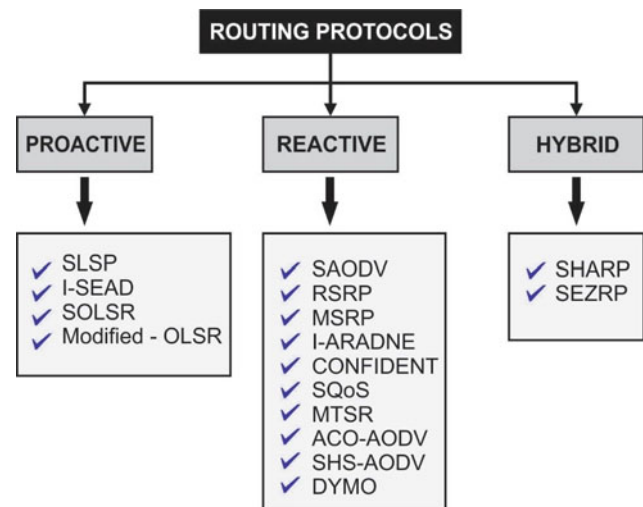 ROUTING PROTOCOLS
PROACTIVE
REACTIVE
HYBRID
SLSP
I-SEAD
SOLSR
Modified - OLSR
SAODV
RSRP
MSRP
I-ARADNE
CONFIDENT
SQoS
MTSR
ACO-AODV
SHS-AODV
DYMO
SHARP
SEZRP